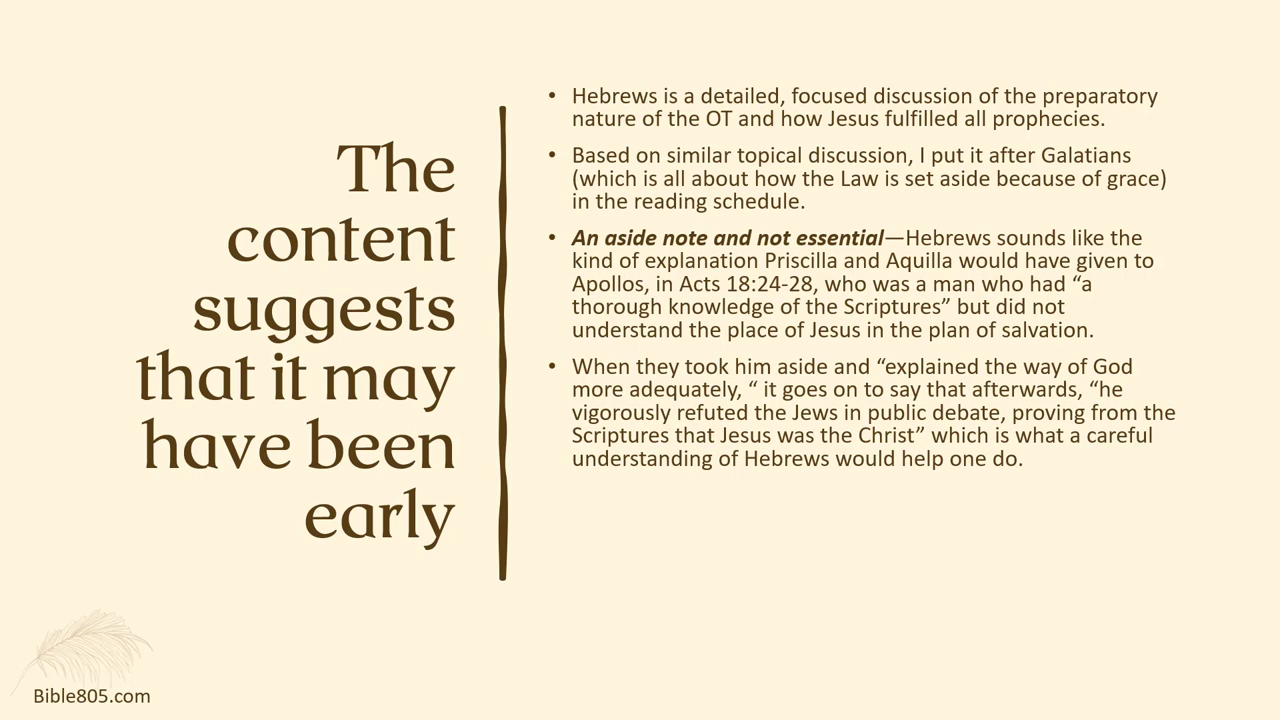 The
content
suggests
that it may
have been
early
• Hebrews is a detailed, focused discussion of the preparatory
nature of the OT and how Jesus fulfilled all prophecies.
• Based on similar topical discussion, I put it after Galatians
(which is all about how the Law is set aside because of grace)
in the reading schedule.
• An aside note and not essential—Hebrews sounds like the
kind of explanation Priscilla and Aquilla would have given to
Apollos, in Acts 18:24-28, who was a man who had “a
thorough knowledge of the Scriptures” but did not
understand the place of Jesus in the plan of salvation.
• When they took him aside and “explained the way of God
more adequately, “ it goes on to say that afterwards, “he
vigorously refuted the Jews in public debate, proving from the
Scriptures that Jesus was the Christ” which is what a careful
understanding of Hebrews would help one do.
Bible805.com